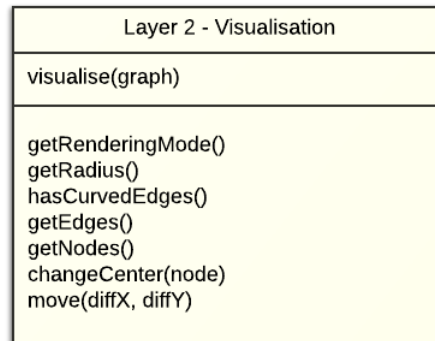 Layer 2 - Visualisation
visualise(graph)
getRenderingMode()
getRadius()
hasCurvedEdges()
getEdges()
getNodes()
changeCenter(node)
move(diffX, diffY)